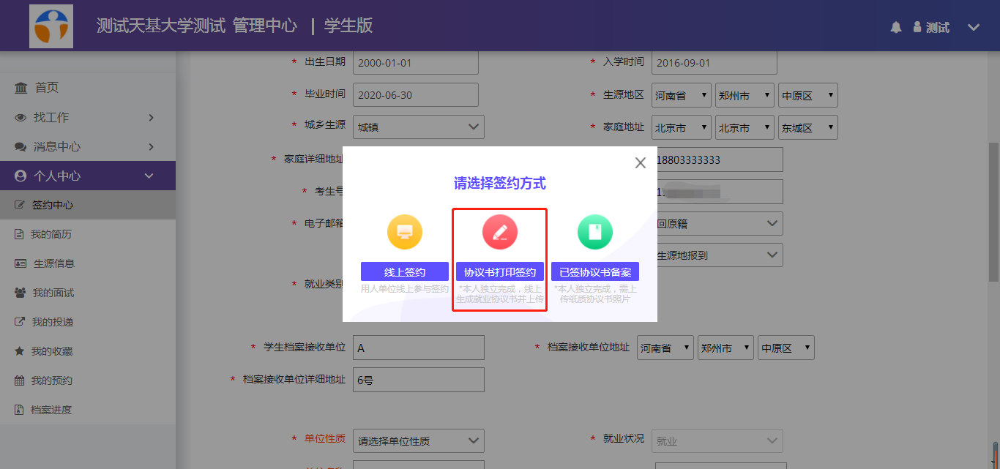 测试天基大学测试 管理中心 | 学生版
测试
首页
找工作
消息中心
个人中心
签约中心
我的简历
生源信息
我的面试
我的投递
我的收藏
我的预约
档案进度
* 出生日期 2000-01-01 * 入学时间 2016-09-01
* 毕业时间 2020-06-30 * 生源地区 河南省 郑州市 中原区
* 城乡生源 城镇 * 家庭地址 北京市 北京市 东城区
* 家庭详细地址 18803333333
* 考生号
* 电子邮箱 回原籍
生源地报到
* 就业类别
请选择签约方式
线上签约
用人单位线上参与签约
协议书打印签约
*本人独立完成，线上
生成就业协议书并上传
已签协议书备案
*本人独立完成，需上
传纸质协议书照片
* 学生档案接收单位 A * 档案接收单位地址 河南省 郑州市 中原区
* 档案接收单位详细地址 6号
* 单位性质 请选择单位性质 * 就业状况 就业